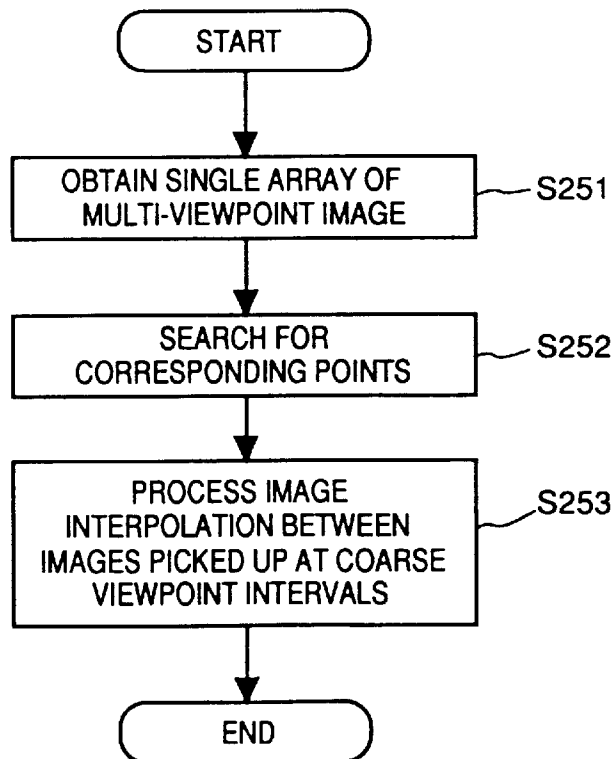 START
OBTAIN SINGLE ARRAY OF
MULTI-VIEWPOINT IMAGE
S251
SEARCH FOR
CORRESPONDING POINTS
S252
PROCESS IMAGE
INTERPOLATION BETWEEN
IMAGES PICKED UP AT COARSE
VIEWPOINT INTERVALS
S253
END